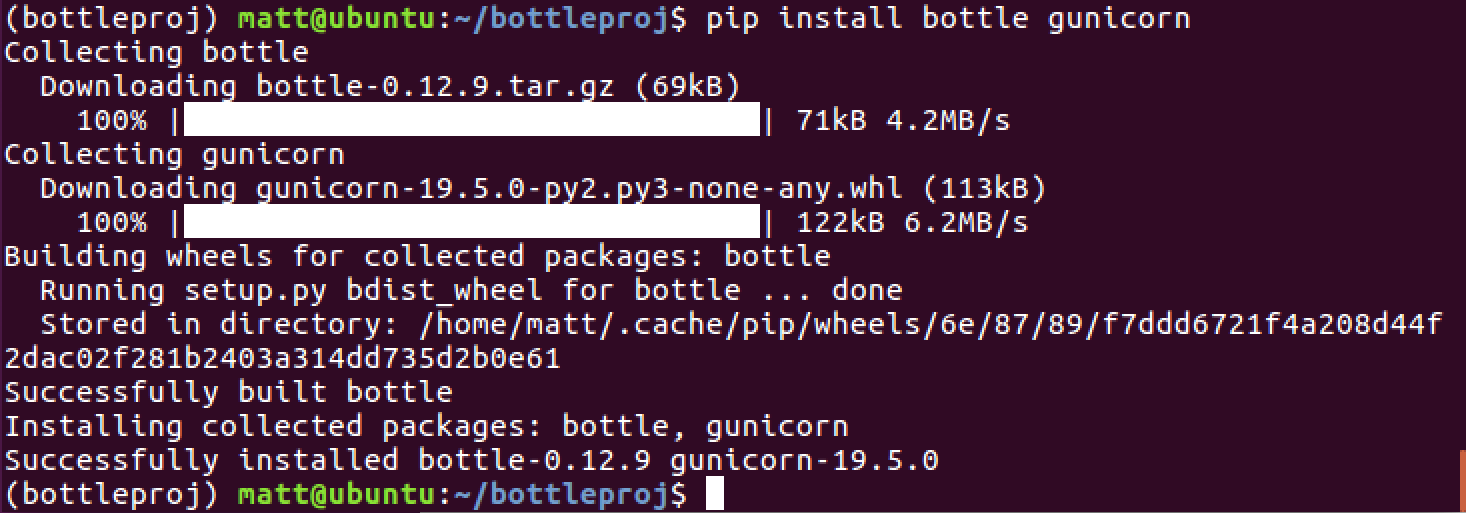 (bottleproj) matt@ubuntu:~/bottleproj$ pip install bottle gunicorn
Collecting bottle
  Downloading bottle-0.12.9.tar.gz (69kB)
    100% || 71kB 4.2MB/s
Collecting gunicorn
  Downloading gunicorn-19.5.0-py2.py3-none-any.whl (113kB)
    100% || 122kB 6.2MB/s
Building wheels for collected packages: bottle
  Running setup.py bdist_wheel for bottle ... done
  Stored in directory: /home/matt/.cache/pip/wheels/6e/87/89/f7ddd6721f4a208d44f
2dac02f281b2403a314dd735d2b0e61
Successfully built bottle
Installing collected packages: bottle, gunicorn
Successfully installed bottle-0.12.9 gunicorn-19.5.0
(bottleproj) matt@ubuntu:~/bottleproj$